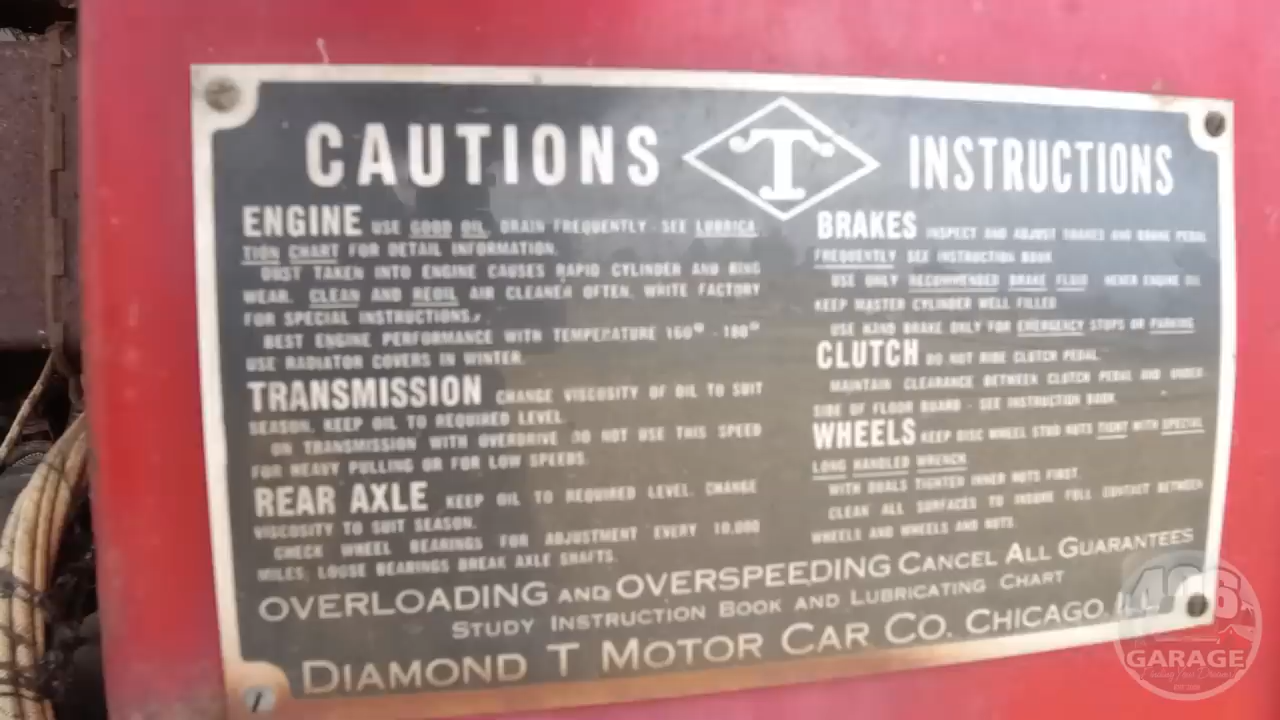 CAUTIONS T INSTRUCTIONS
ENGINE USE GOOD OIL. DRAIN FREQUENTLY - SEE LUBRICA
TION CHART FOR DETAIL INFORMATION.
DUST TAKEN INTO ENGINE CAUSES RAPID CYLINDER AND RING
WEAR. CLEAN AND REOIL AIR CLEANER OFTEN. WRITE FACTORY
FOR SPECIAL INSTRUCTIONS.
BEST ENGINE PERFORMANCE WITH TEMPERATURE 160° - 180°
USE RADIATOR COVERS IN WINTER.
TRANSMISSION CHANGE VISCOSITY OF OIL TO SUIT
SEASON. KEEP OIL TO REQUIRED LEVEL.
ON TRANSMISSION WITH OVERDRIVE DO NOT USE THIS SPEED
FOR HEAVY PULLING OR FOR LOW SPEEDS.
REAR AXLE KEEP OIL TO REQUIRED LEVEL. CHANGE
VISCOSITY TO SUIT SEASON.
CHECK WHEEL BEARINGS FOR ADJUSTMENT EVERY 10,000
MILES; LOOSE BEARINGS BREAK AXLE SHAFTS.
BRAKES INSPECT AND ADJUST BRAKES AND BRAKE PEDAL
FREQUENTLY SEE INSTRUCTION BOOK
USE ONLY RECOMMENDED BRAKE FLUID NEVER ENGINE OIL
KEEP MASTER CYLINDER WELL FILLED
USE HAND BRAKE ONLY FOR EMERGENCY STOPS OR PARKING
CLUTCH DO NOT RIDE CLUTCH PEDAL
MAINTAIN CLEARANCE BETWEEN CLUTCH PEDAL AND UNDER-
SIDE OF FLOOR BOARD - SEE INSTRUCTION BOOK.
WHEELS KEEP DISC WHEEL STUD NUTS TIGHT WITH SPECIAL
LONG HANDLED WRENCH
WITH DUALS TIGHTEN INNER NUTS FIRST.
CLEAN ALL SURFACES TO INSURE FULL CONTACT BETWEEN
WHEELS AND WHEELS AND NUTS.
OVERLOADING AND OVERSPEEDING CANCEL ALL GUARANTEES
STUDY INSTRUCTION BOOK AND LUBRICATING CHART
DIAMOND T MOTOR CAR CO. CHICAGO, ILL.
406
GARAGE
Finding Your Dreams